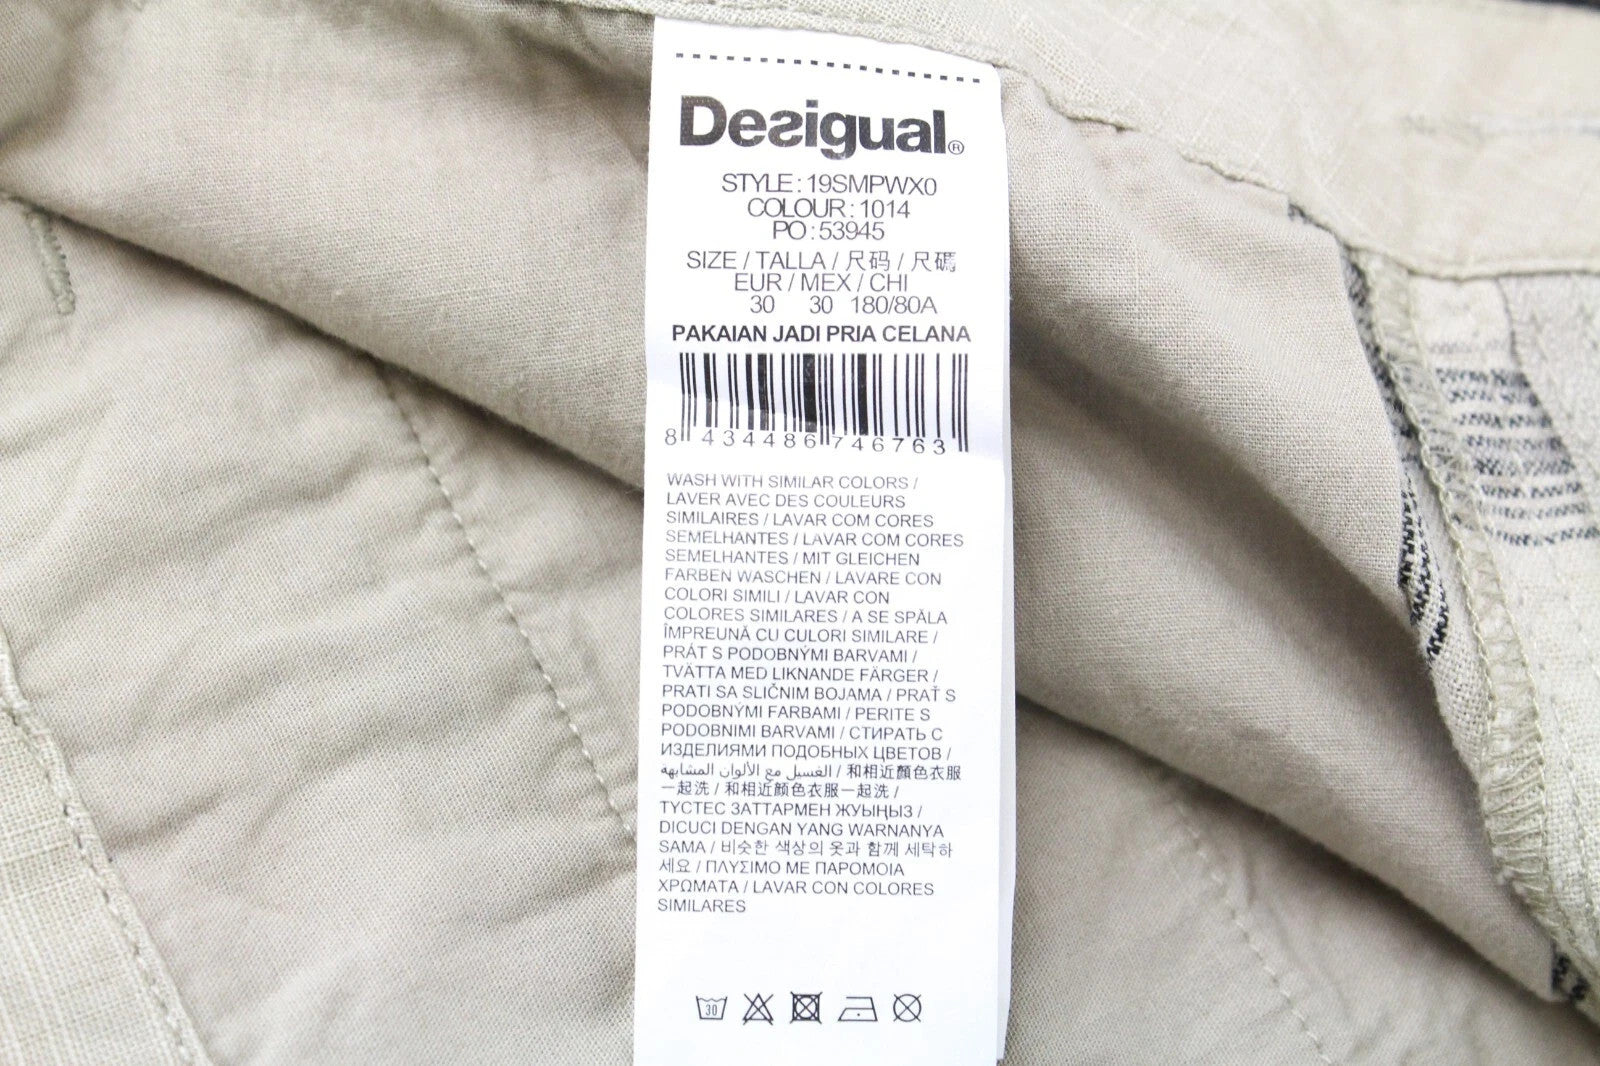 Desigual®
STYLE : 19SMPWX0
COLOUR : 1014
PO : 53945
SIZE / TALLA / 尺码 / 尺碼
EUR / MEX / CHI
30 30 180/80A
PAKAIAN JADI PRIA CELANA
8 434486 746763
WASH WITH SIMILAR COLORS /
LAVER AVEC DES COULEURS
SIMILAIRES / LAVAR COM CORES
SEMELHANTES / LAVAR COM CORES
SEMELHANTES / MIT GLEICHEN
FARBEN WASCHEN / LAVARE CON
COLORI SIMILI / LAVAR CON
COLORES SIMILARES / A SE SPĂLA
ÎMPREUNĂ CU CULORI SIMILARE /
PRÁT S PODOBNÝMI BARVAMI /
TVÄTTA MED LIKNANDE FÄRGER /
PRATI SA SLIČNIM BOJAMA / PRAŤ S
PODOBNÝMI FARBAMI / PERITE S
PODOBNIMI BARVAMI / СТИРАТЬ С
ИЗДЕЛИЯМИ ПОДОБНЫХ ЦВЕТОВ /
الغسيل مع الألوان المشابهة / 和相近顏色衣服
一起洗 / 和相近颜色衣服一起洗 /
ТҮСТЕС ЗАТТАРМЕН ЖУЫҢЫЗ /
DICUCI DENGAN YANG WARNANYA
SAMA / 비슷한 색상의 옷과 함께 세탁하
세요 / ΠΛΥΣΙΜΟ ΜΕ ΠΑΡΟΜΟΙΑ
ΧΡΩΜΑΤΑ / LAVAR CON COLORES
SIMILARES
30